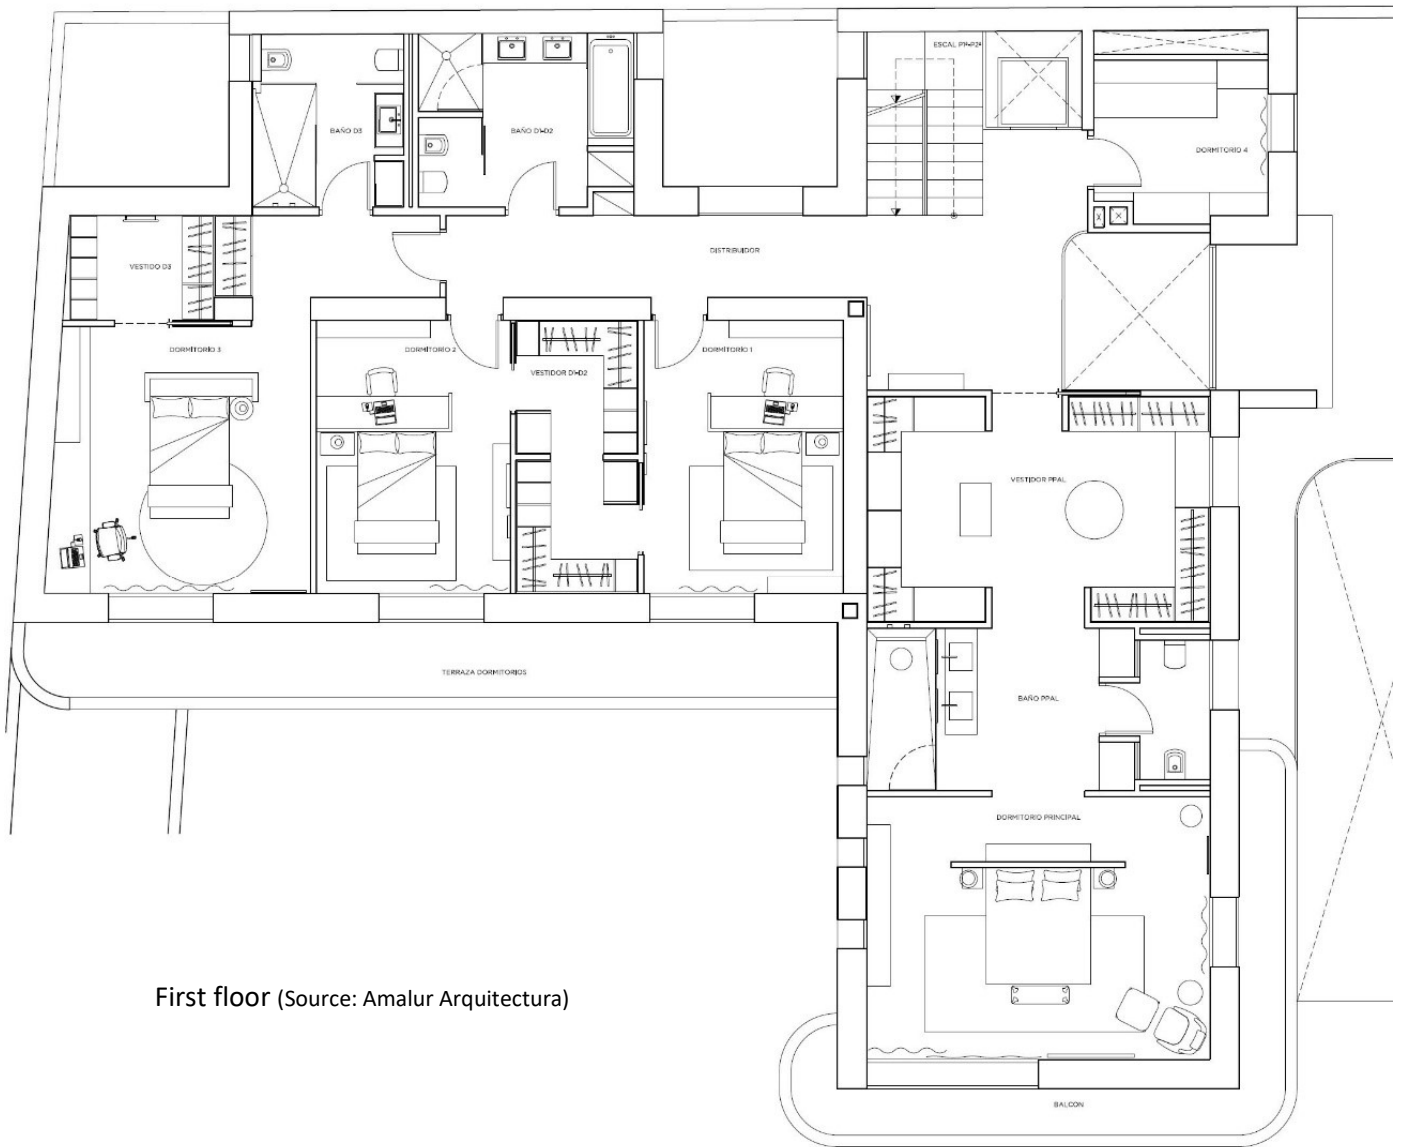 ESCAL P1-P2
BAÑO D3
BAÑO D1-D2
DORMITORIO 4
DISTRIBUIDOR
VESTIDO D3
DORMITORIO 3
DORMITORIO 2
VESTIDOR D1-D2
DORMITORIO 1
VESTIDOR PPAL
TERRAZA DORMITORIOS
BAÑO PPAL
DORMITORIO PRINCIPAL
First floor (Source: Amalur Arquitectura)
BALCON